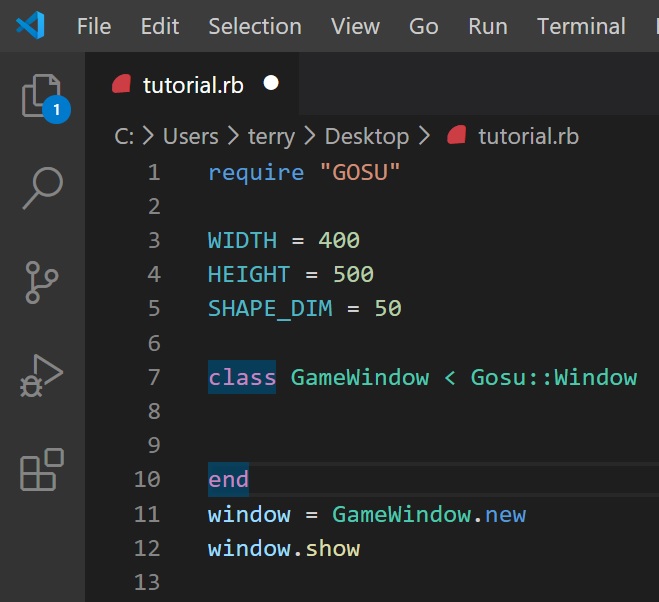 File Edit Selection View Go Run Terminal
tutorial.rb
1
C: > Users > terry > Desktop > tutorial.rb
1 require "GOSU"
2
3 WIDTH = 400
4 HEIGHT = 500
5 SHAPE_DIM = 50
6
7 class GameWindow < Gosu::Window
8
9
10 end
11 window = GameWindow.new
12 window.show
13